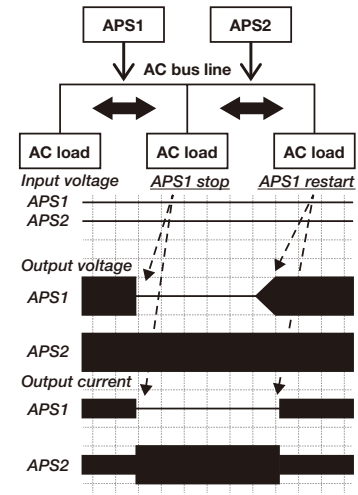 APS1
APS2
AC bus line
AC load
AC load
AC load
Input voltage
APS1 stop
APS1 restart
APS1
APS2
Output voltage
APS1
APS2
Output current
APS1
APS2